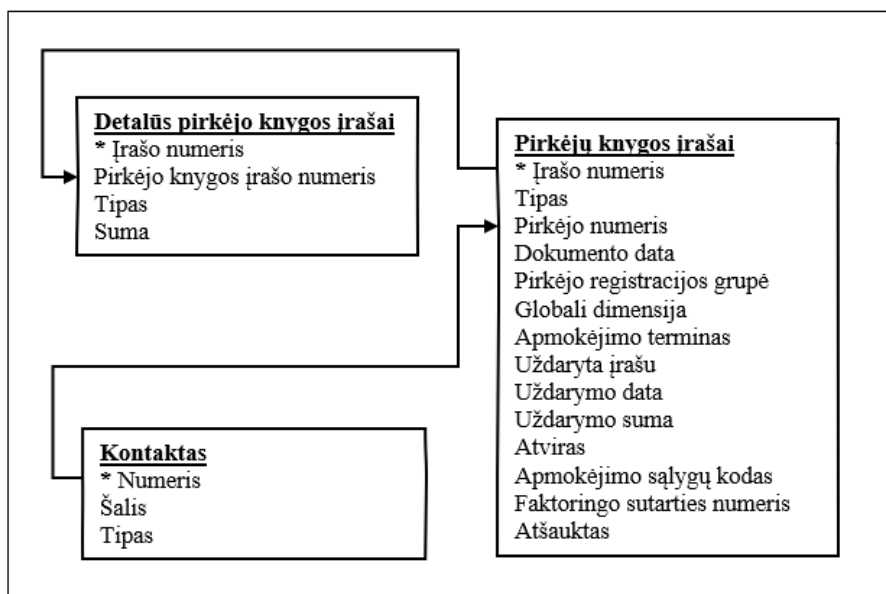 Detalūs pirkėjo knygos įrašai
* Įrašo numeris
Pirkėjo knygos įrašo numeris
Tipas
Suma
Pirkėjų knygos įrašai
* Įrašo numeris
Tipas
Pirkėjo numeris
Dokumento data
Pirkėjo registracijos grupė
Globali dimensija
Apmokėjimo terminas
Uždaryta įrašu
Uždarymo data
Uždarymo suma
Atviras
Apmokėjimo sąlygų kodas
Faktoringo sutarties numeris
Atšauktas
Kontaktas
* Numeris
Šalis
Tipas